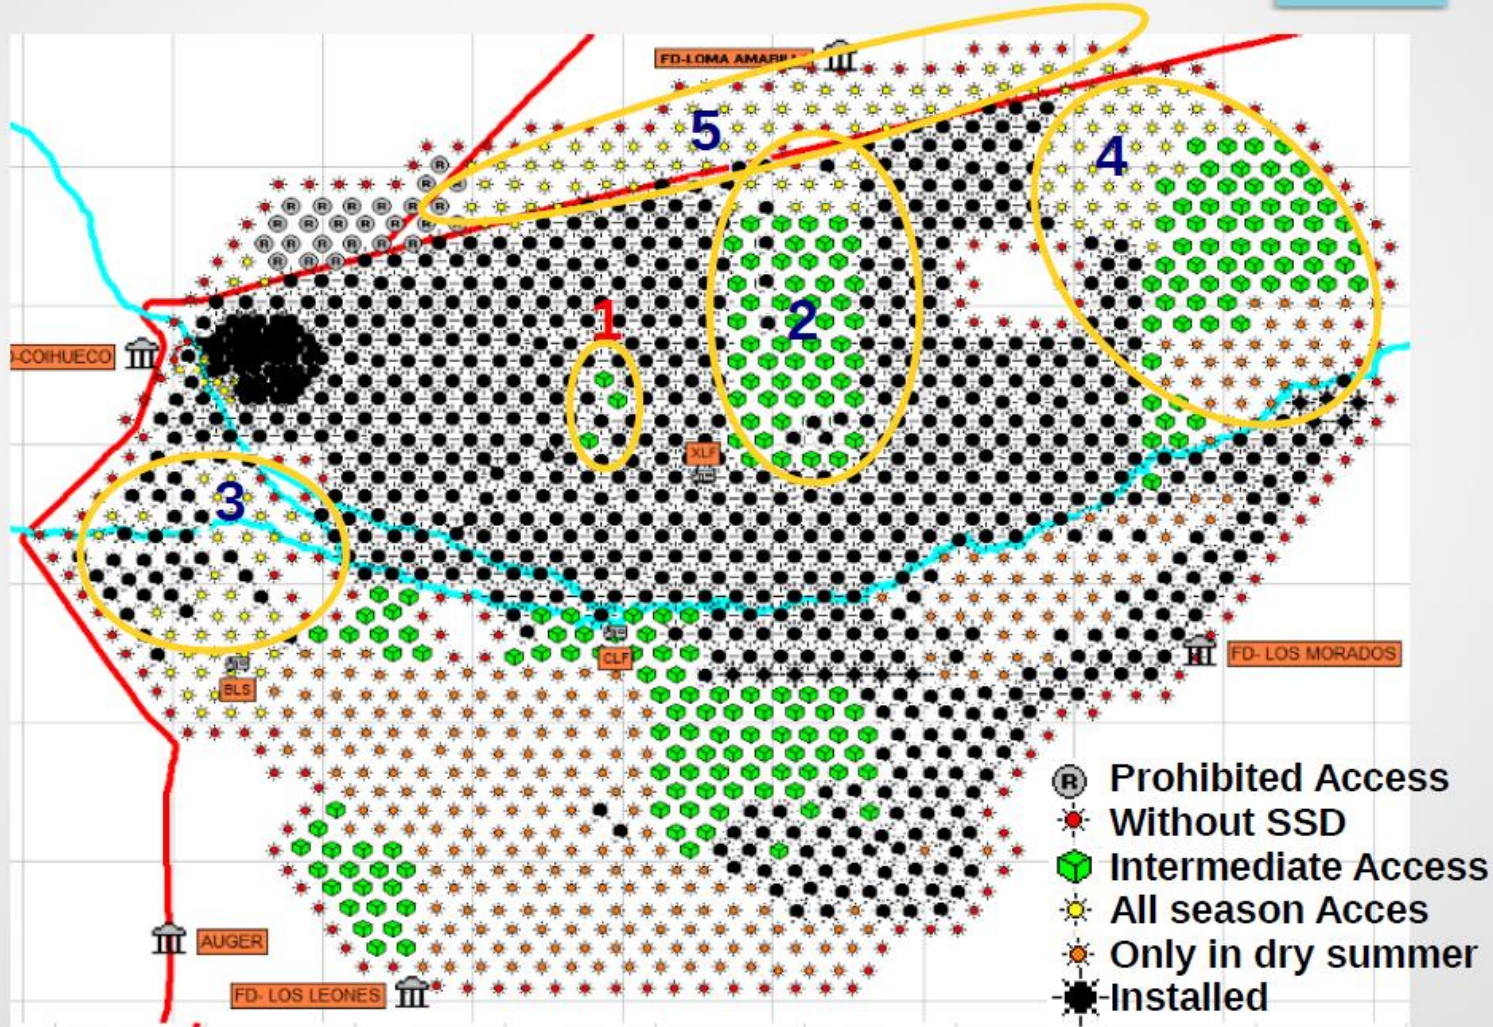 FD-LOMA AMARILLA
5
4
1
2
-COIHUECO
XLF
3
CLF
FD- LOS MORADOS
BLS
R Prohibited Access
Without SSD
Intermediate Access
All season Acces
Only in dry summer
Installed
AUGER
FD- LOS LEONES